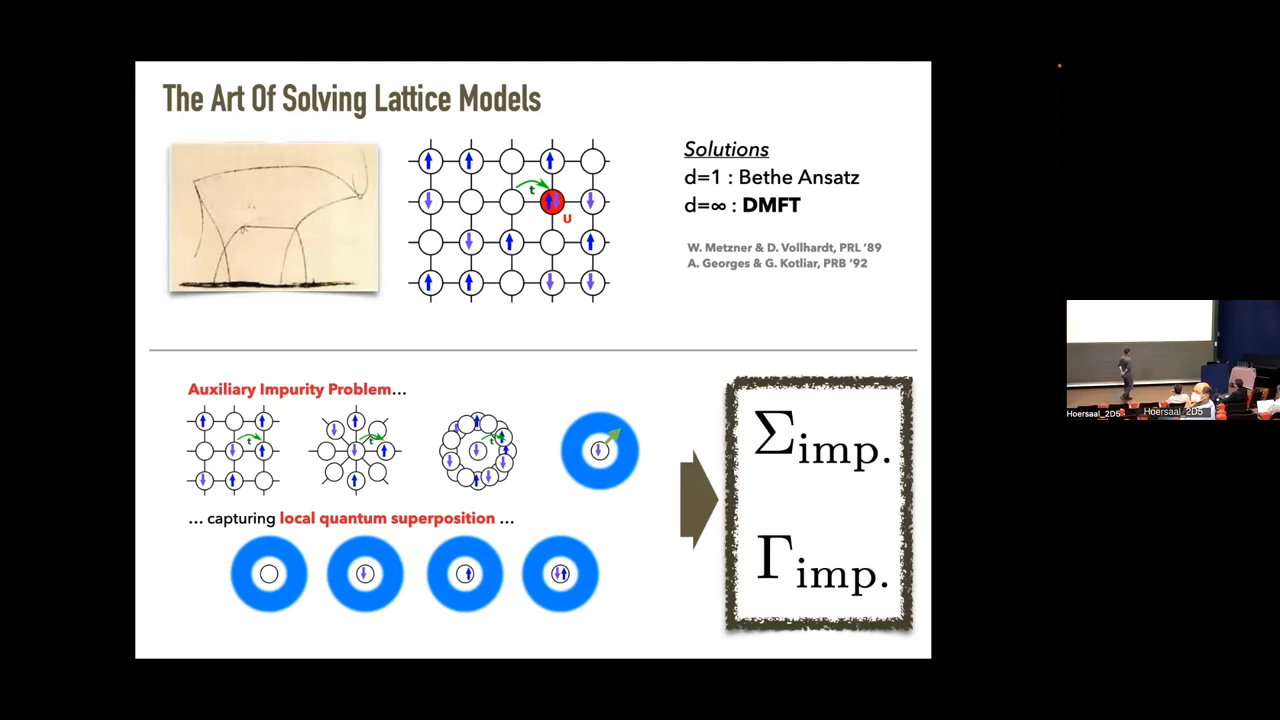 The Art Of Solving Lattice Models
t
U
Solutions
d=1 : Bethe Ansatz
d=∞ : DMFT
W. Metzner & D. Vollhardt, PRL '89
A. Georges & G. Kotliar, PRB '92
Auxiliary Impurity Problem...
t
t
t
... capturing local quantum superposition ...
Σimp.
Γimp.
Hoersaal_2D5
Hoersaal_2D5